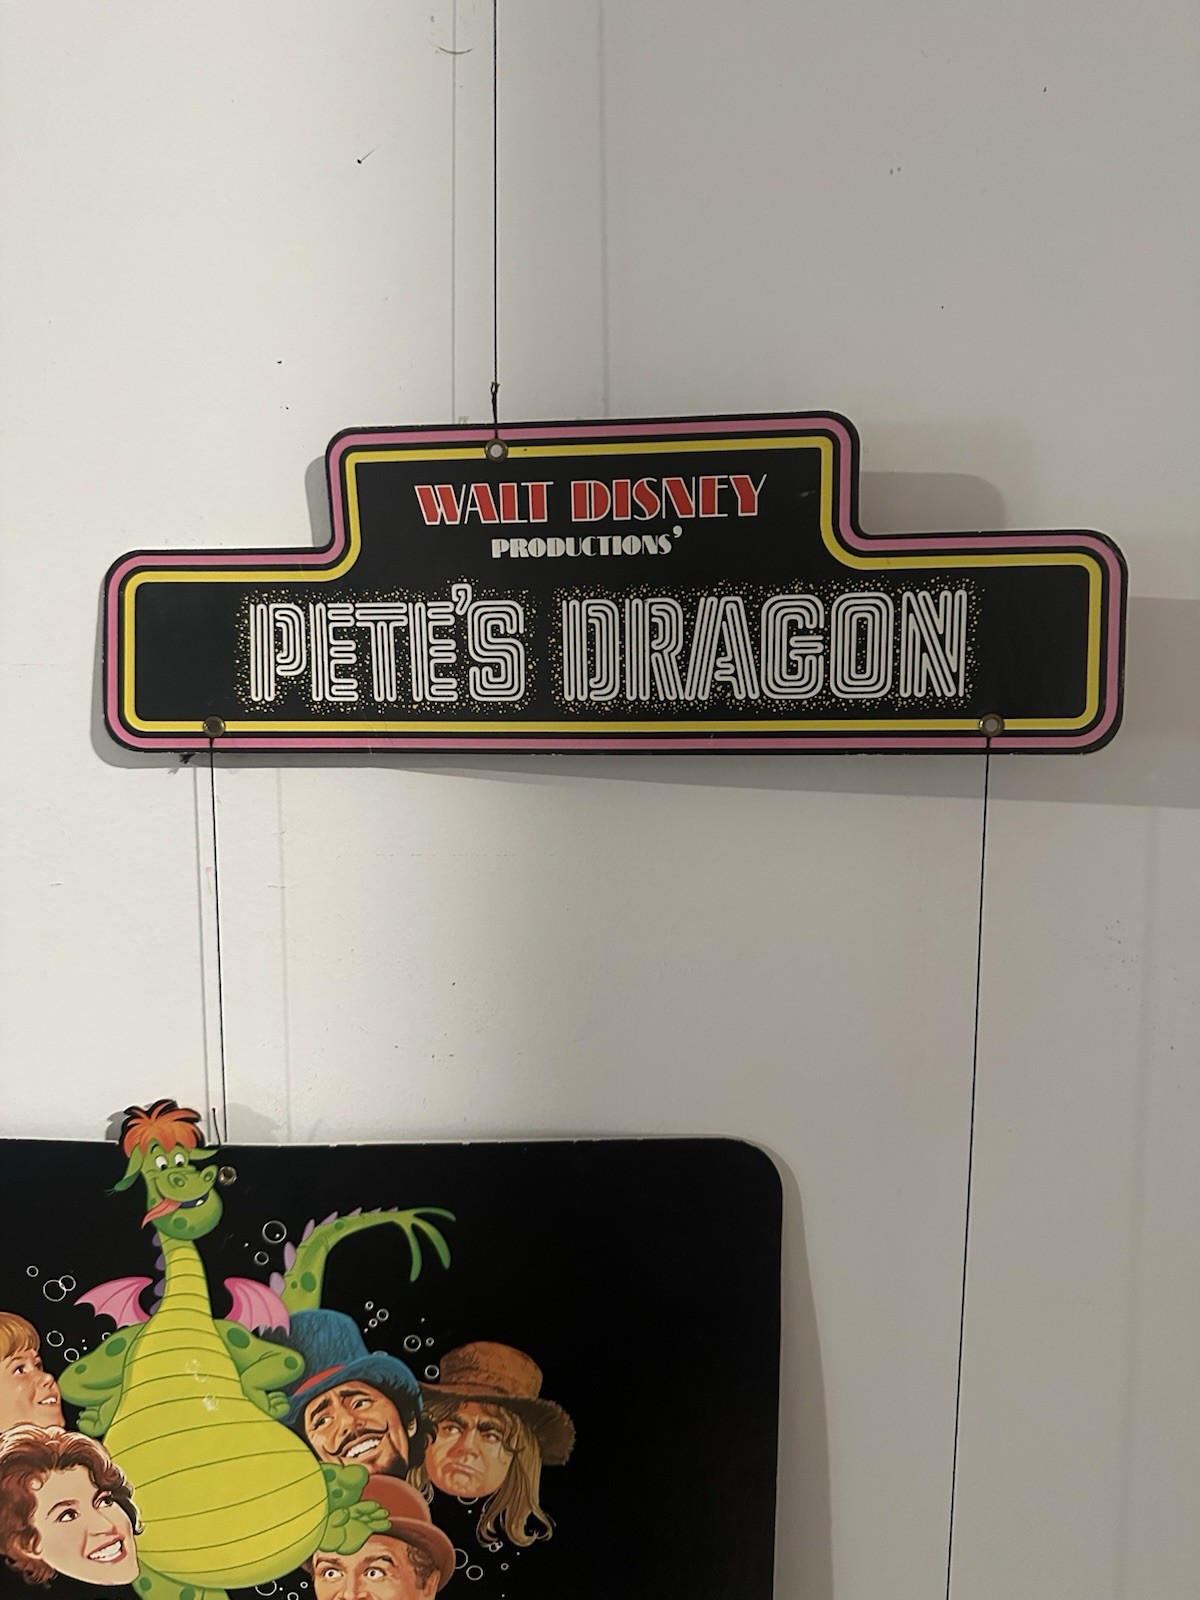 WALT DISNEY
PRODUCTIONS'
PETE'S DRAGON